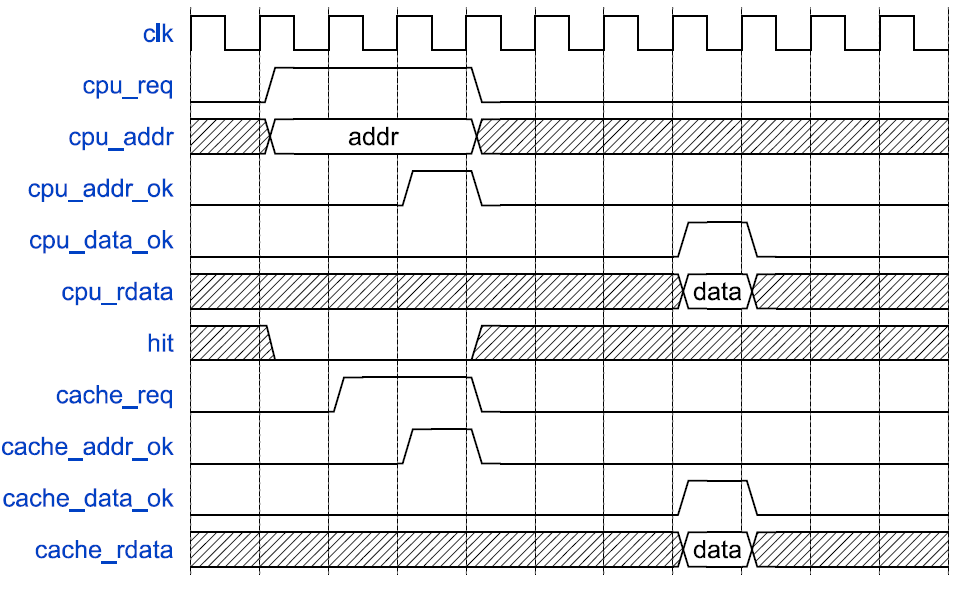 clk
cpu_req
cpu_addr addr
cpu_addr_ok
cpu_data_ok
cpu_rdata data
hit
cache_req
cache_addr_ok
cache_data_ok
cache_rdata data